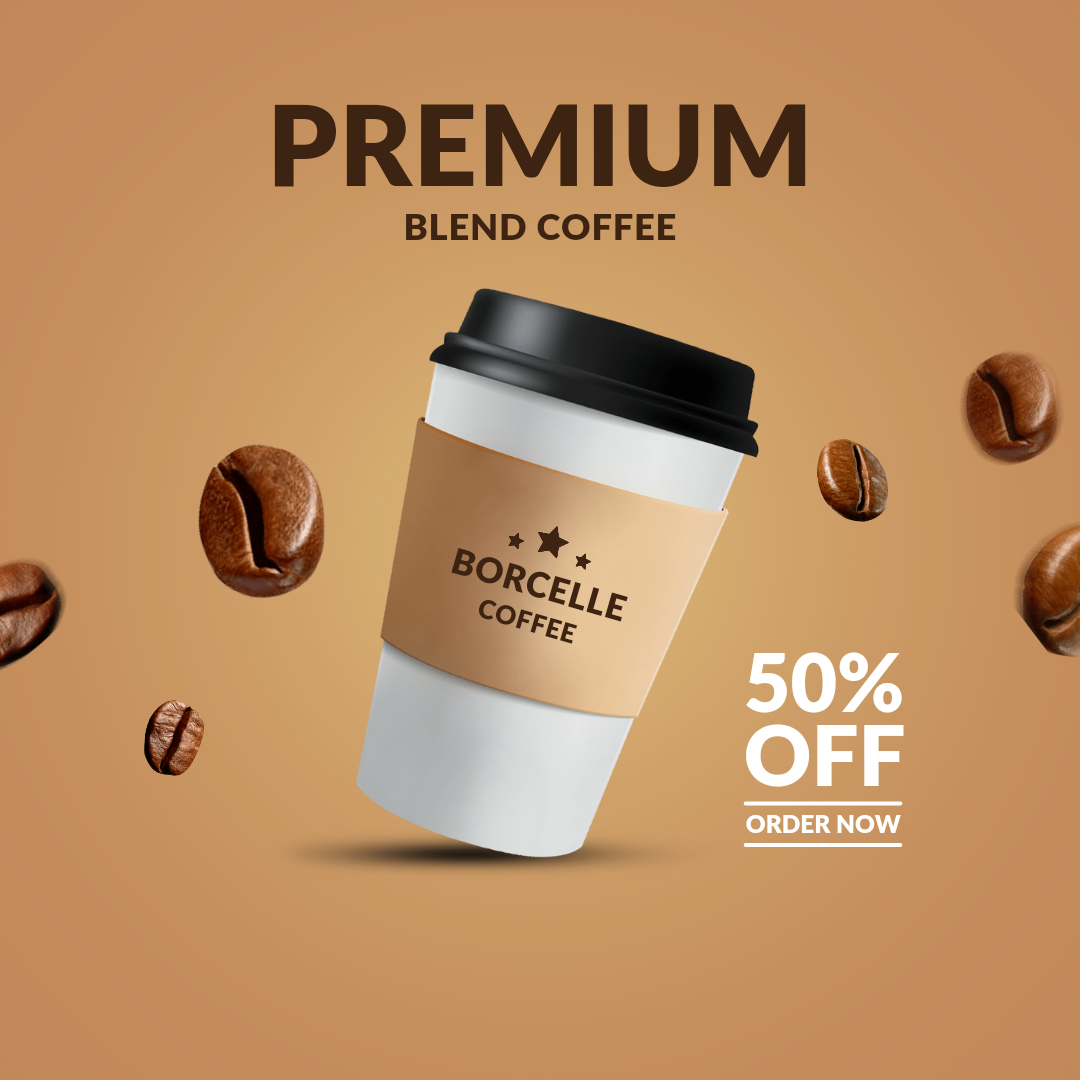 PREMIUM
BLEND COFFEE
BORCELLE
COFFEE
50%
OFF
ORDER NOW